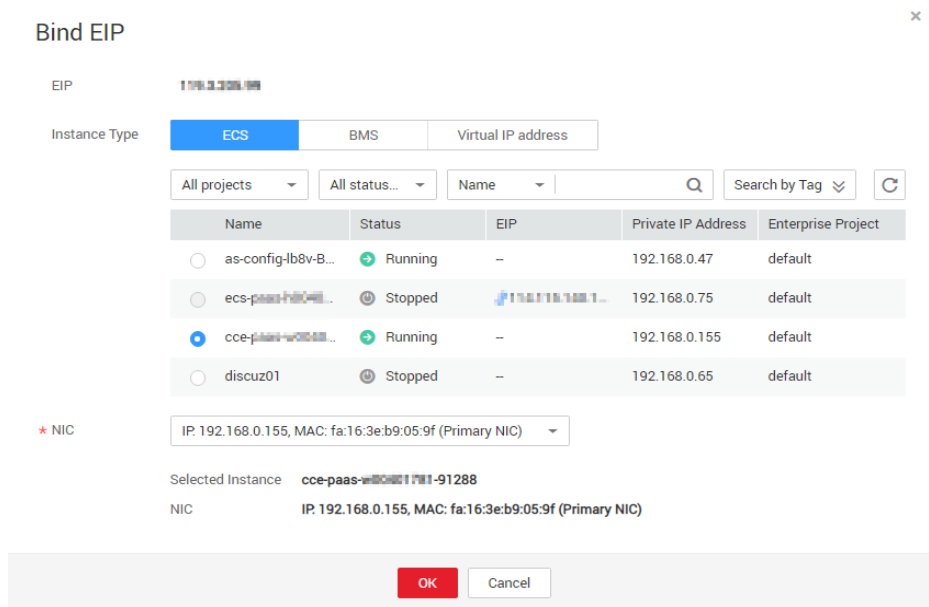 Bind EIP
EIP
Instance Type ECS BMS Virtual IP address
All projects All status... Name Search by Tag
Name Status EIP Private IP Address Enterprise Project
as-config-lb8v-B... Running -- 192.168.0.47 default
Stopped 192.168.0.75 default
Running -- 192.168.0.155 default
discuz01 Stopped -- 192.168.0.65 default
* NIC IP: 192.168.0.155, MAC: fa:16:3e:b9:05:9f (Primary NIC)
Selected Instance
NIC IP: 192.168.0.155, MAC: fa:16:3e:b9:05:9f (Primary NIC)
OK Cancel